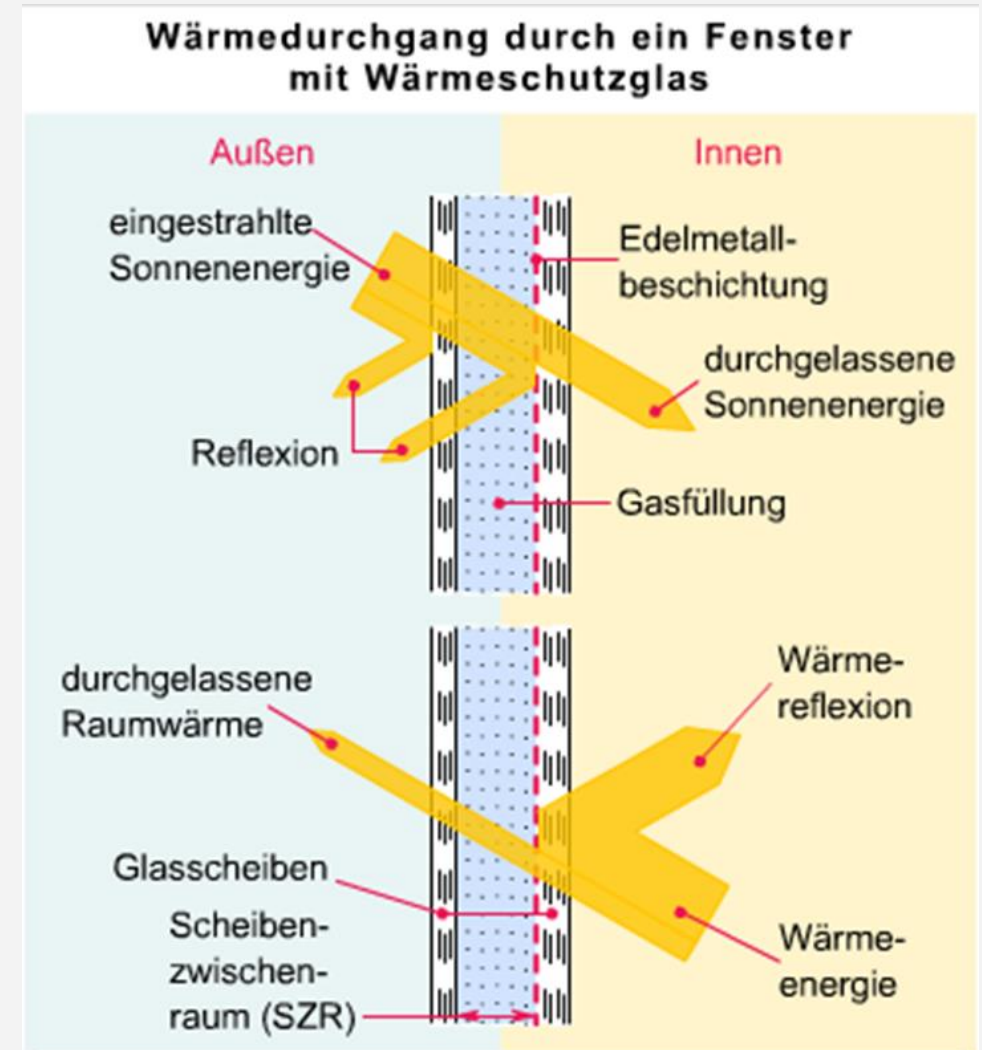 Wärmedurchgang durch ein Fenster
mit Wärmeschutzglas
Außen
Innen
eingestrahlte
Sonnenenergie
Edelmetall-
beschichtung
durchgelassene
Sonnenenergie
Reflexion
Gasfüllung
durchgelassene
Raumwärme
Wärme-
reflexion
Glasscheiben
Scheiben-
zwischen-
raum (SZR)
Wärme-
energie